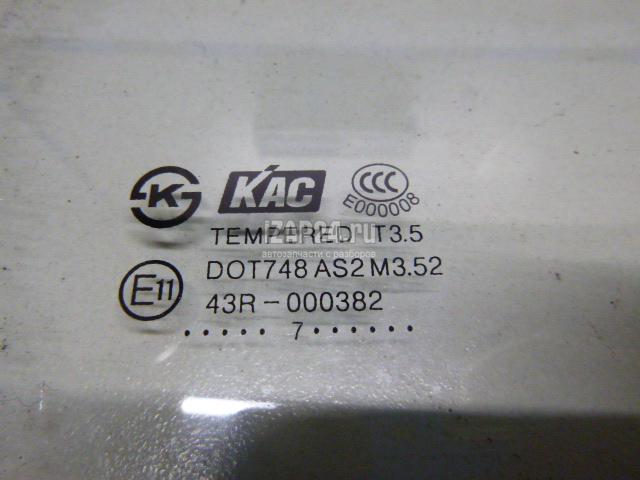 K KAC CCC
E000008
TEMPERED T3.5
IZAP24.ru
автозапчасти с разборов
DOT748 AS2 M3.52
E11 43R-000382
..... 7 ......